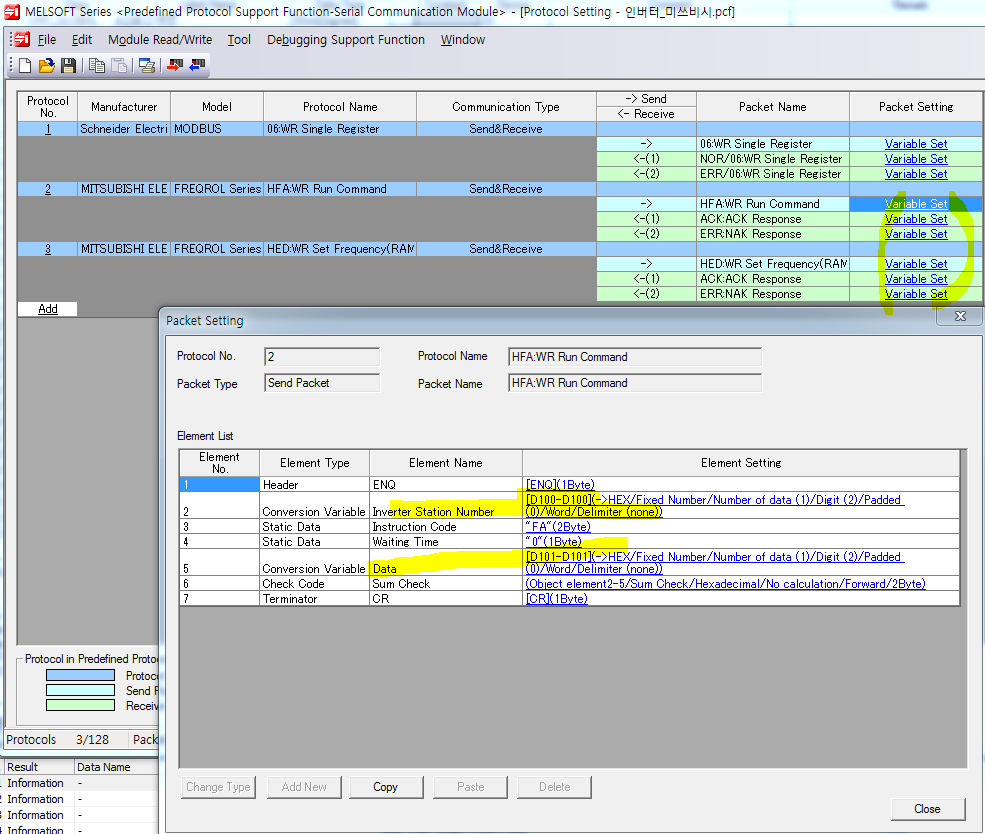 MELSOFT Series <Predefined Protocol Support Function-Serial Communication Module> - [Protocol Setting - 인버터_미쓰비시.pcf]
File Edit Module Read/Write Tool Debugging Support Function Window
Protocol No. Manufacturer Model Protocol Name Communication Type -> Send <- Receive Packet Name Packet Setting
1 Schneider Electri MODBUS 06:WR Single Register Send&Receive
-> 06:WR Single Register Variable Set
<-(1) NOR/06:WR Single Register Variable Set
<-(2) ERR/06:WR Single Register Variable Set
2 MITSUBISHI ELE FREQROL Series HFA:WR Run Command Send&Receive
-> HFA:WR Run Command Variable Set
<-(1) ACK:ACK Response Variable Set
<-(2) ERR:NAK Response Variable Set
3 MITSUBISHI ELE FREQROL Series HED:WR Set Frequency(RAM Send&Receive
-> HED:WR Set Frequency(RAM Variable Set
<-(1) ACK:ACK Response Variable Set
<-(2) ERR:NAK Response Variable Set
Add
Packet Setting
Protocol No. 2 Protocol Name HFA:WR Run Command
Packet Type Send Packet Packet Name HFA:WR Run Command
Element List
Element No. Element Type Element Name Element Setting
1 Header ENQ [ENQ](1Byte)
2 Conversion Variable Inverter Station Number [D100-D100](->HEX/Fixed Number/Number of data (1)/Digit (2)/Padded (0)/Word/Delimiter (none))
3 Static Data Instruction Code "FA"(2Byte)
4 Static Data Waiting Time "0"(1Byte)
5 Conversion Variable Data [D101-D101](->HEX/Fixed Number/Number of data (1)/Digit (2)/Padded (0)/Word/Delimiter (none))
6 Check Code Sum Check (Object element2-5/Sum Check/Hexadecimal/No calculation/Forward/2Byte)
7 Terminator CR [CR](1Byte)
Change Type Add New Copy Paste Delete
Close
Protocol in Predefined Protoc
Protoc
Send P
Receiv
Protocols 3/128 Pack
Result Data Name
1 Information -
2 Information -
3 Information -
4 Information -